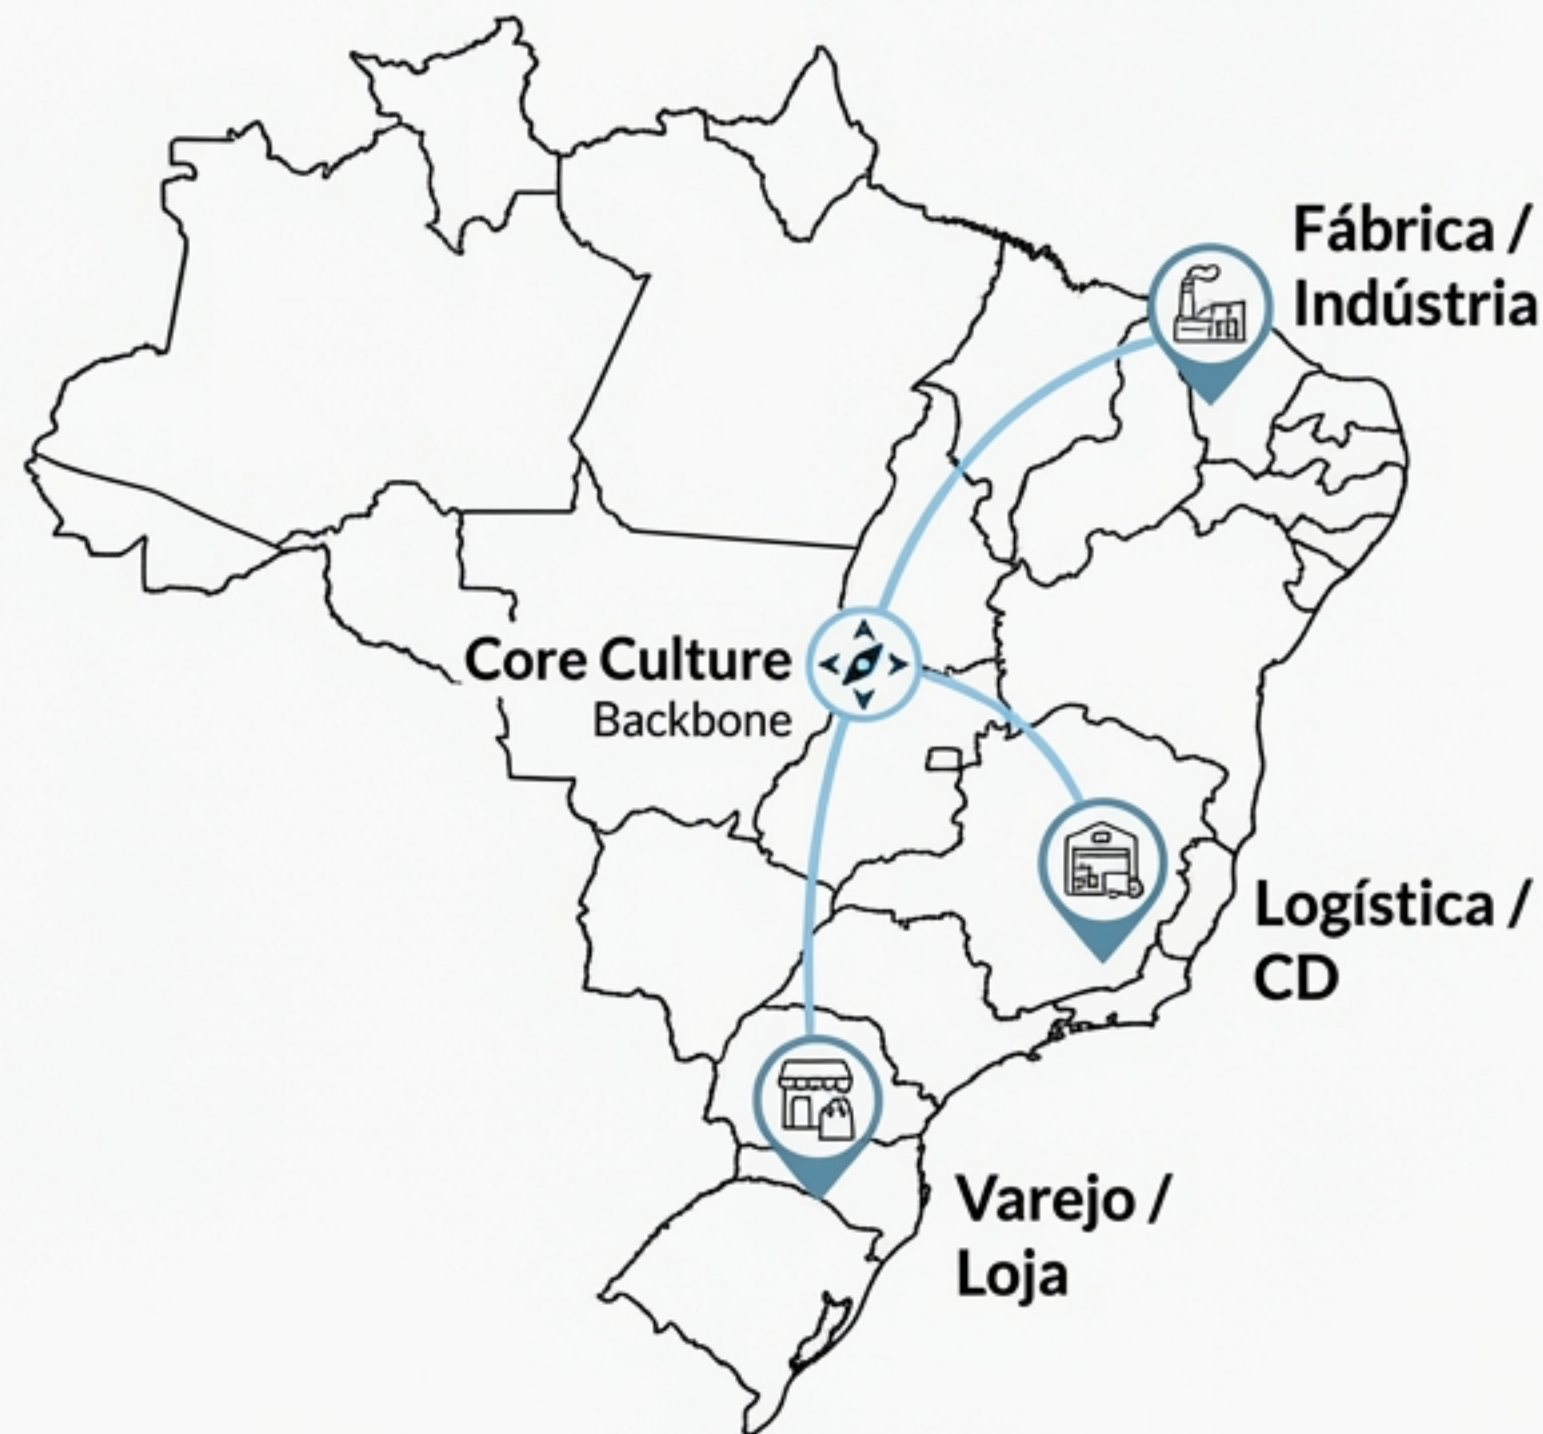 Fábrica /
Indústria
Core Culture
Backbone
Logística /
CD
Varejo /
Loja